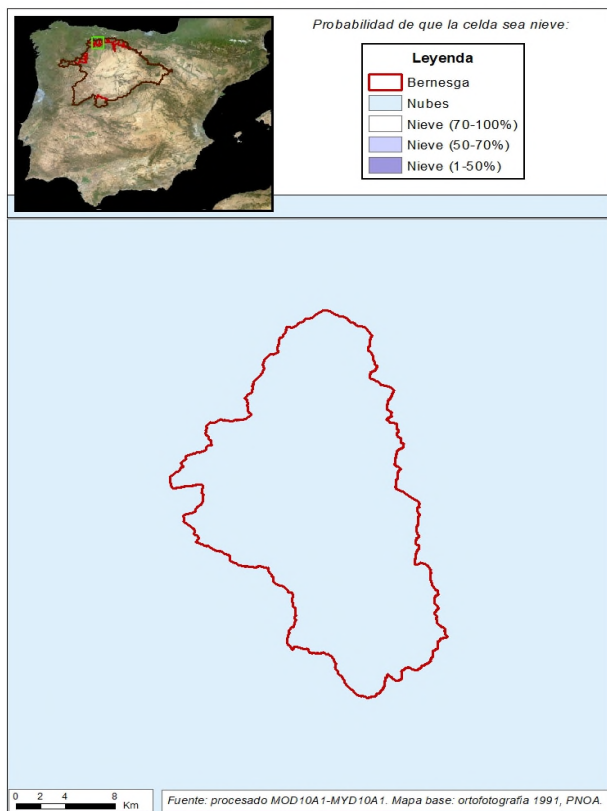 Probabilidad de que la celda sea nieve:
Leyenda
Bernesga
Nubes
Nieve (70-100%)
Nieve (50-70%)
Nieve (1-50%)
0 2 4 8
Km
Fuente: procesado MOD10A1-MYD10A1. Mapa base: ortofotografía 1991, PNOA.